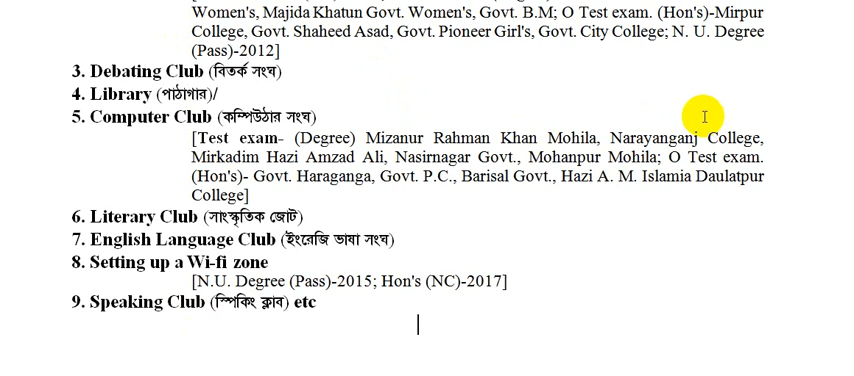 Women's, Majida Khatun Govt. Women's, Govt. B.M; O Test exam. (Hon's)-Mirpur
College, Govt. Shaheed Asad, Govt. Pioneer Girl's, Govt. City College; N. U. Degree
(Pass)-2012]
3. Debating Club (বিতর্ক সংঘ)
4. Library (পাঠাগার)/
5. Computer Club (কম্পিউঠার সংঘ)
[Test exam- (Degree) Mizanur Rahman Khan Mohila, Narayanganj College,
Mirkadim Hazi Amzad Ali, Nasirnagar Govt., Mohanpur Mohila; O Test exam.
(Hon's)- Govt. Haraganga, Govt. P.C., Barisal Govt., Hazi A. M. Islamia Daulatpur
College]
6. Literary Club (সাংস্কৃতিক জোট)
7. English Language Club (ইংরেজি ভাষা সংঘ)
8. Setting up a Wi-fi zone
[N.U. Degree (Pass)-2015; Hon's (NC)-2017]
9. Speaking Club (স্পিকিং ক্লাব) etc